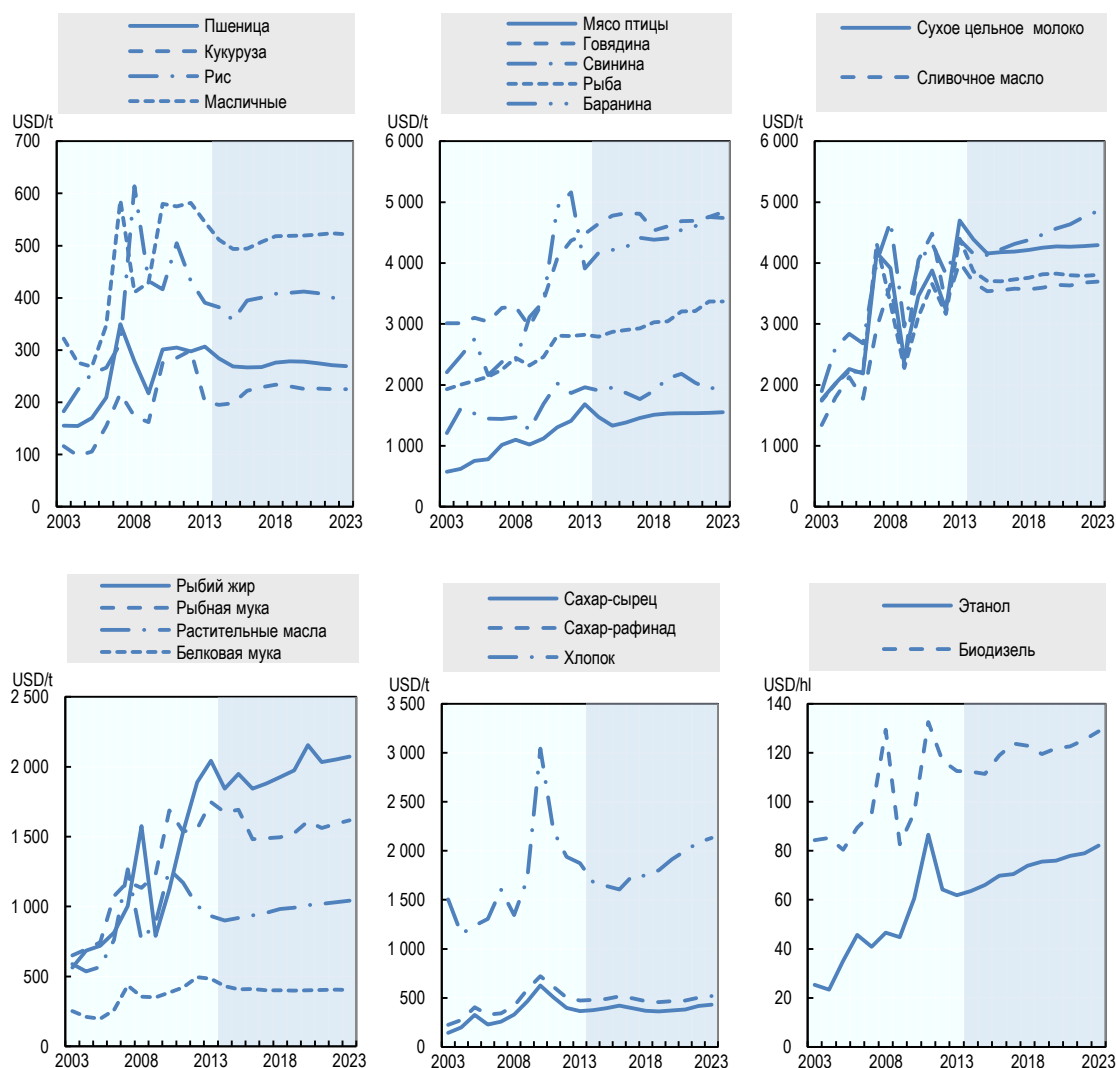 Пшеница
Кукуруза
Рис
Масличные
USD/t
700
600
500
400
300
200
100
0
2003 2008 2013 2018 2023
Мясо птицы
Говядина
Свинина
Рыба
Баранина
USD/t
6 000
5 000
4 000
3 000
2 000
1 000
0
2003 2008 2013 2018 2023
Сухое цельное молоко
Сливочное масло
USD/t
6 000
5 000
4 000
3 000
2 000
1 000
0
2003 2008 2013 2018 2023
Рыбий жир
Рыбная мука
Растительные масла
Белковая мука
USD/t
2 500
2 000
1 500
1 000
500
0
2003 2008 2013 2018 2023
Сахар-сырец
Сахар-рафинад
Хлопок
USD/t
3 500
3 000
2 500
2 000
1 500
1 000
500
0
2003 2008 2013 2018 2023
Этанол
Биодизель
USD/hl
140
120
100
80
60
40
20
0
2003 2008 2013 2018 2023